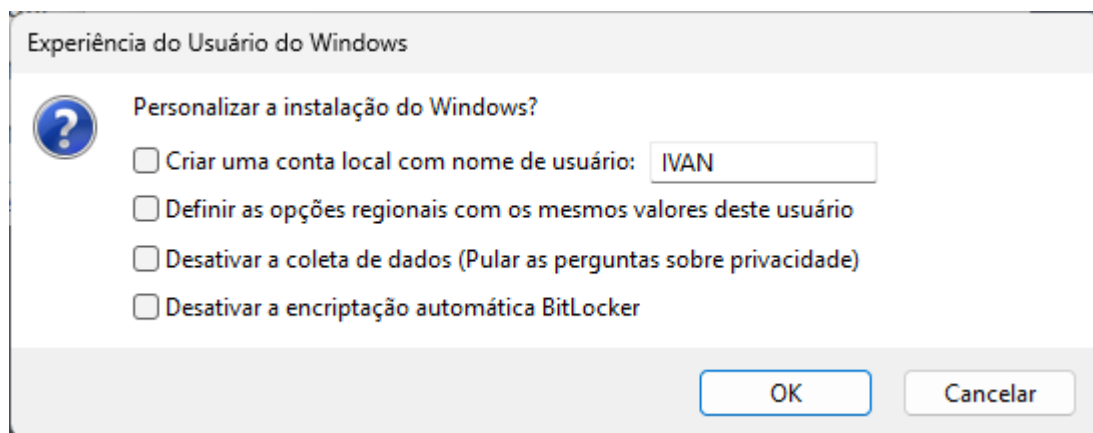 Experiência do Usuário do Windows
Personalizar a instalação do Windows?
Criar uma conta local com nome de usuário: IVAN
Definir as opções regionais com os mesmos valores deste usuário
Desativar a coleta de dados (Pular as perguntas sobre privacidade)
Desativar a encriptação automática BitLocker
OK Cancelar